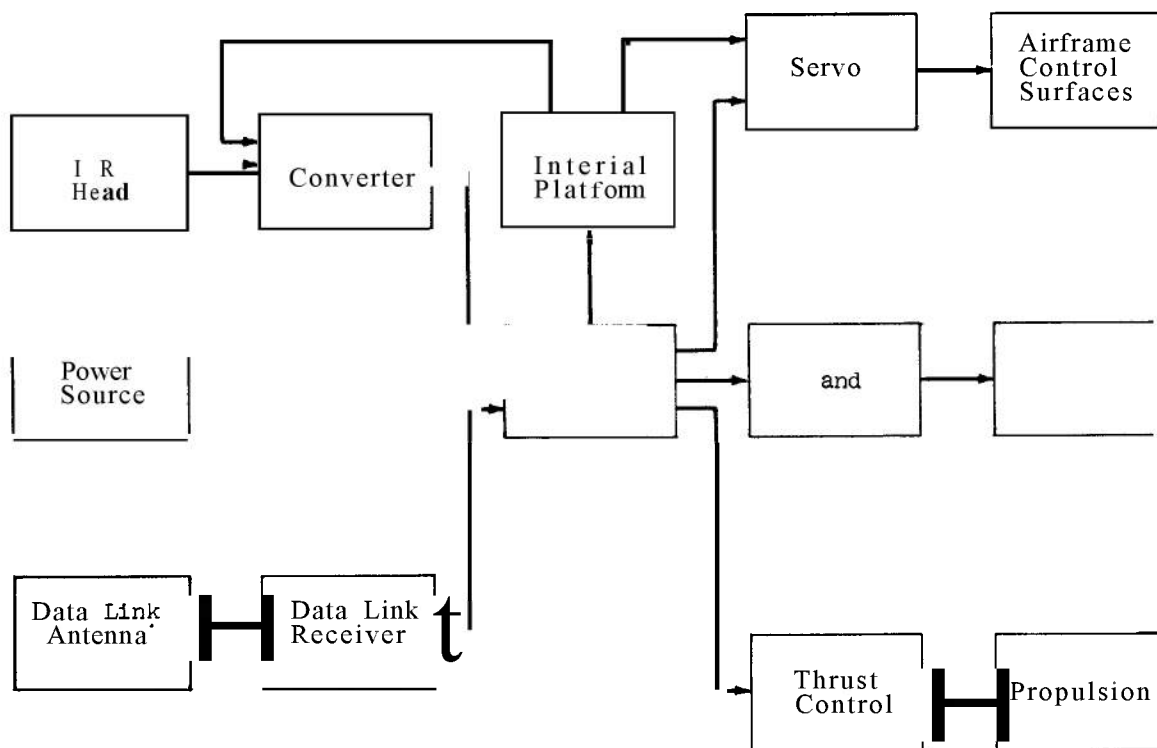 Airframe
Control
Surfaces
Servo
I R
Head
Converter
Interial
Platform
Power
Source
and
Data Link
Antenna
Data Link
Receiver
t
Thrust
Control
Propulsion